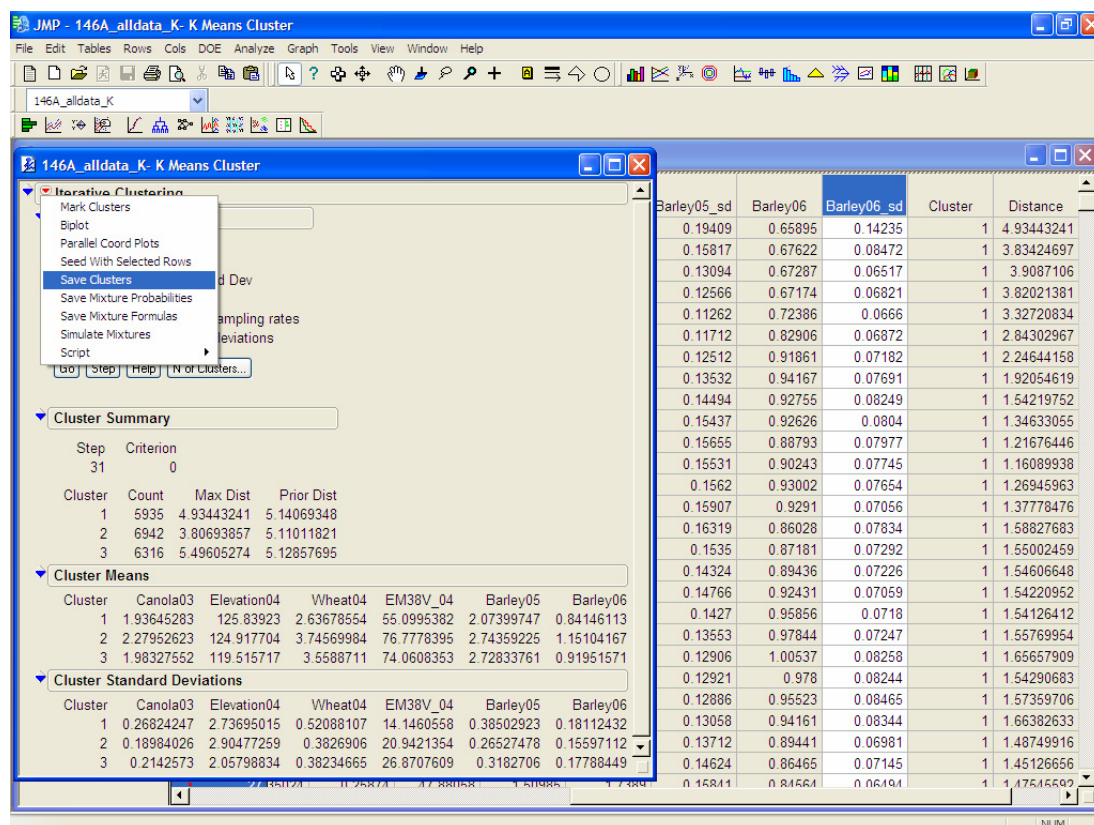 JMP - 146A_alldata_K- K Means Cluster
File Edit Tables Rows Cols DOE Analyze Graph Tools View Window Help
146A_alldata_K
146A_alldata_K- K Means Cluster
Iterative Clustering
Mark Clusters
Biplot
Parallel Coord Plots
Seed With Selected Rows
Save Clusters
d Dev
Save Mixture Probabilities
Save Mixture Formulas
ampling rates
Simulate Mixtures
leviations
Script
Go Step Help N of Clusters...
Cluster Summary
Step Criterion
31 0
Cluster Count Max Dist Prior Dist
1 5935 4.93443241 5.14069348
2 6942 3.80693857 5.11011821
3 6316 5.49605274 5.12857695
Cluster Means
Cluster Canola03 Elevation04 Wheat04 EM38V_04 Barley05 Barley06
1 1.93645283 125.83923 2.63678554 55.0995382 2.07399747 0.84146113
2 2.27952623 124.917704 3.74569984 76.7778395 2.74359225 1.15104167
3 1.98327552 119.515717 3.5588711 74.0608353 2.72833761 0.91951571
Cluster Standard Deviations
Cluster Canola03 Elevation04 Wheat04 EM38V_04 Barley05 Barley06
1 0.26824247 2.73695015 0.52088107 14.1460558 0.38502923 0.18112432
2 0.18984026 2.90477259 0.3826906 20.9421354 0.26527478 0.15597112
3 0.2142573 2.05798834 0.38234665 26.8707609 0.3182706 0.17788449
Barley05_sd Barley06 Barley06_sd Cluster Distance
0.19409 0.65895 0.14235 1 4.93443241
0.15817 0.67622 0.08472 1 3.83424697
0.13094 0.67287 0.06517 1 3.9087106
0.12566 0.67174 0.06821 1 3.82021381
0.11262 0.72386 0.0666 1 3.32720834
0.11712 0.82906 0.06872 1 2.84302967
0.12512 0.91861 0.07182 1 2.24644158
0.13532 0.94167 0.07691 1 1.92054619
0.14494 0.92755 0.08249 1 1.54219752
0.15437 0.92626 0.0804 1 1.34633055
0.15655 0.88793 0.07977 1 1.21676446
0.15531 0.90243 0.07745 1 1.16089938
0.1562 0.93002 0.07654 1 1.26945963
0.15907 0.9291 0.07056 1 1.37778476
0.16319 0.86028 0.07834 1 1.58827683
0.1535 0.87181 0.07292 1 1.55002459
0.14324 0.89436 0.07226 1 1.54606648
0.14766 0.92431 0.07059 1 1.54220952
0.1427 0.95856 0.0718 1 1.54126412
0.13553 0.97844 0.07247 1 1.55769954
0.12906 1.00537 0.08258 1 1.65657909
0.12921 0.978 0.08244 1 1.54290683
0.12886 0.95523 0.08465 1 1.57359706
0.13058 0.94161 0.08344 1 1.66382633
0.13712 0.89441 0.06981 1 1.48749916
0.14624 0.86465 0.07145 1 1.45126656
0.15841 0.84564 0.06494 1 1.47545592
NUM